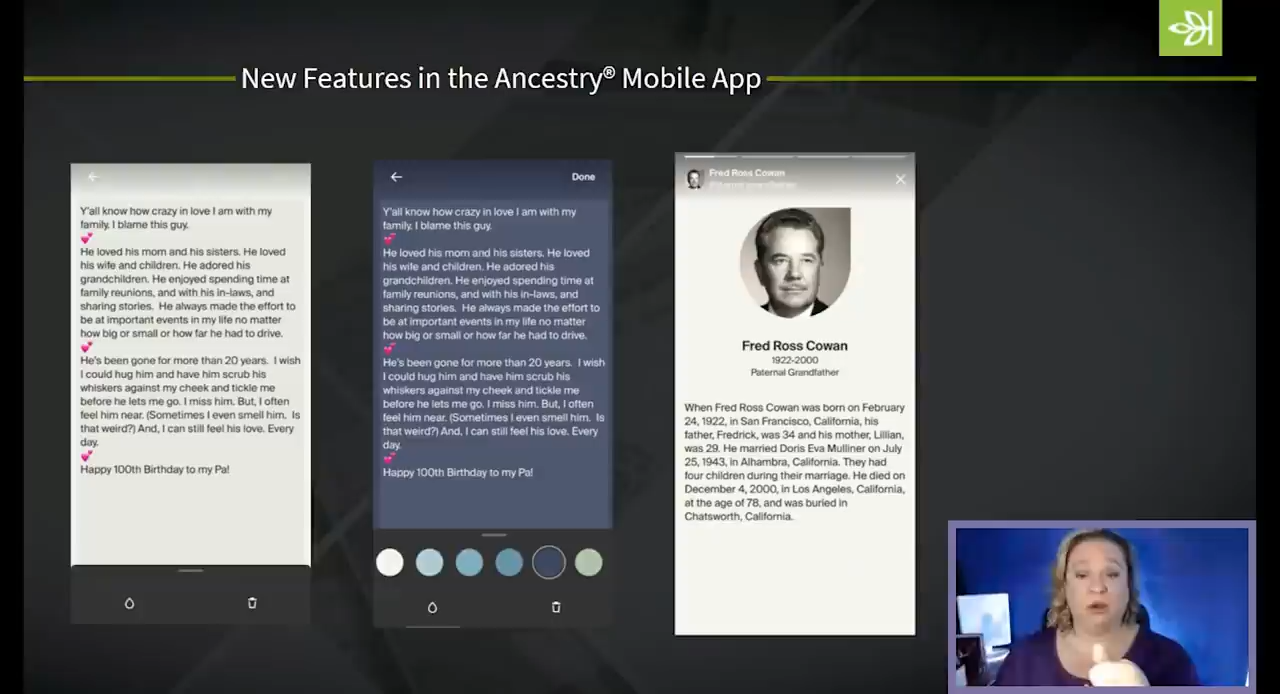 New Features in the Ancestry® Mobile App
Y'all know how crazy in love I am with my
family. I blame this guy.
💕
He loved his mom and his sisters. He loved
his wife and children. He adored his
grandchildren. He enjoyed spending time at
family reunions, and with his in-laws, and
sharing stories. He always made the effort to
be at important events in my life no matter
how big or small or how far he had to drive.
💕
He's been gone for more than 20 years. I wish
I could hug him and have him scrub his
whiskers against my cheek and tickle me
before he lets me go. I miss him. But, I often
feel him near. (Sometimes I even smell him. Is
that weird?) And, I can still feel his love. Every
day.
💕
Happy 100th Birthday to my Pa!
Done
Y'all know how crazy in love I am with my
family. I blame this guy.
💕
He loved his mom and his sisters. He loved
his wife and children. He adored his
grandchildren. He enjoyed spending time at
family reunions, and with his in-laws, and
sharing stories. He always made the effort to
be at important events in my life no matter
how big or small or how far he had to drive.
💕
He's been gone for more than 20 years. I wish
I could hug him and have him scrub his
whiskers against my cheek and tickle me
before he lets me go. I miss him. But, I often
feel him near. (Sometimes I even smell him. Is
that weird?) And, I can still feel his love. Every
day.
💕
Happy 100th Birthday to my Pa!
Fred Ross Cowan
Fred Ross Cowan
1922-2000
Paternal Grandfather
When Fred Ross Cowan was born on February
24, 1922, in San Francisco, California, his
father, Fredrick, was 34 and his mother, Lillian,
was 29. He married Doris Eva Mulliner on July
25, 1943, in Alhambra, California. They had
four children during their marriage. He died on
December 4, 2000, in Los Angeles, California,
at the age of 78, and was buried in
Chatsworth, California.